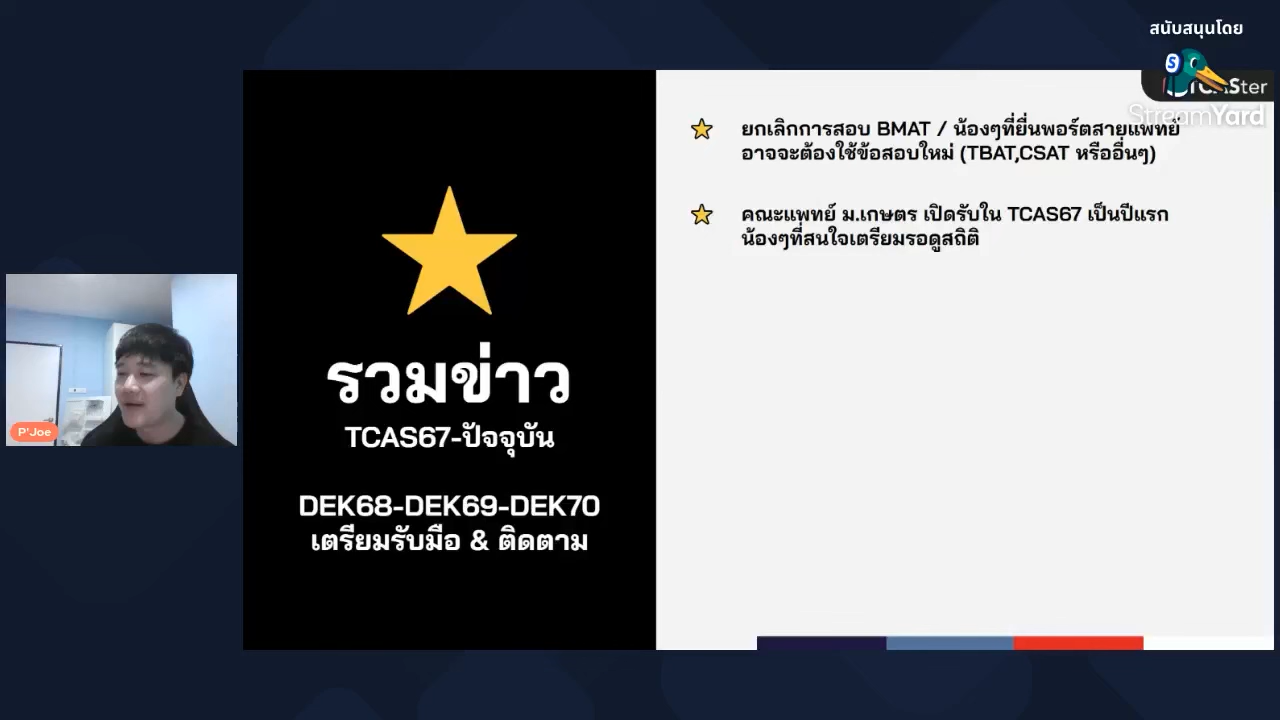 สนับสนุนโดย
StreamYard
ยกเลิกการสอบ BMAT / น้องๆที่ยื่นพอร์ตสายแพทย์
อาจจะต้องใช้ข้อสอบใหม่ (TBAT,CSAT หรืออื่นๆ)
คณะแพทย์ ม.เกษตร เปิดรับใน TCAS67 เป็นปีแรก
น้องๆที่สนใจเตรียมรอดูสถิติ
รวมข่าว
TCAS67-ปัจจุบัน
DEK68-DEK69-DEK70
เตรียมรับมือ & ติดตาม
P'Joe